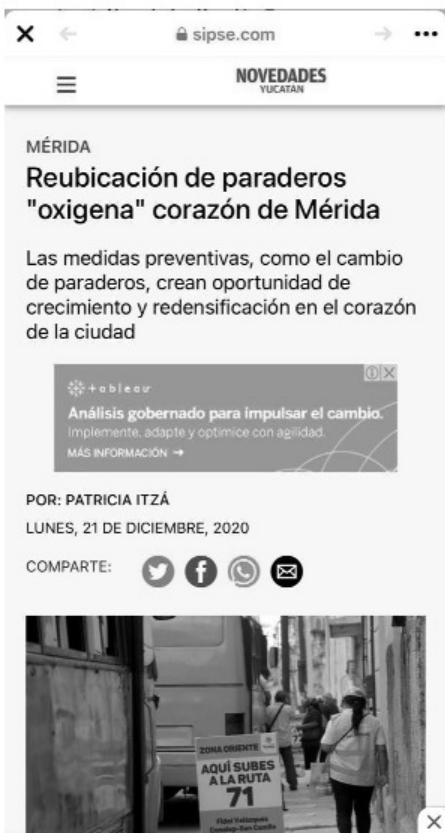 sipse.com
NOVEDADES
YUCATÁN
MÉRIDA
Reubicación de paraderos
"oxigena" corazón de Mérida
Las medidas preventivas, como el cambio
de paraderos, crean oportunidad de
crecimiento y redensificación en el corazón
de la ciudad
+ableau
Análisis gobernado para impulsar el cambio.
Implemente, adapte y optimice con agilidad.
MÁS INFORMACIÓN →
POR: PATRICIA ITZÁ
LUNES, 21 DE DICIEMBRE, 2020
COMPARTE:
ZONA ORIENTE
AQUÍ SUBES
A LA RUTA
71
Fidel Velázquez